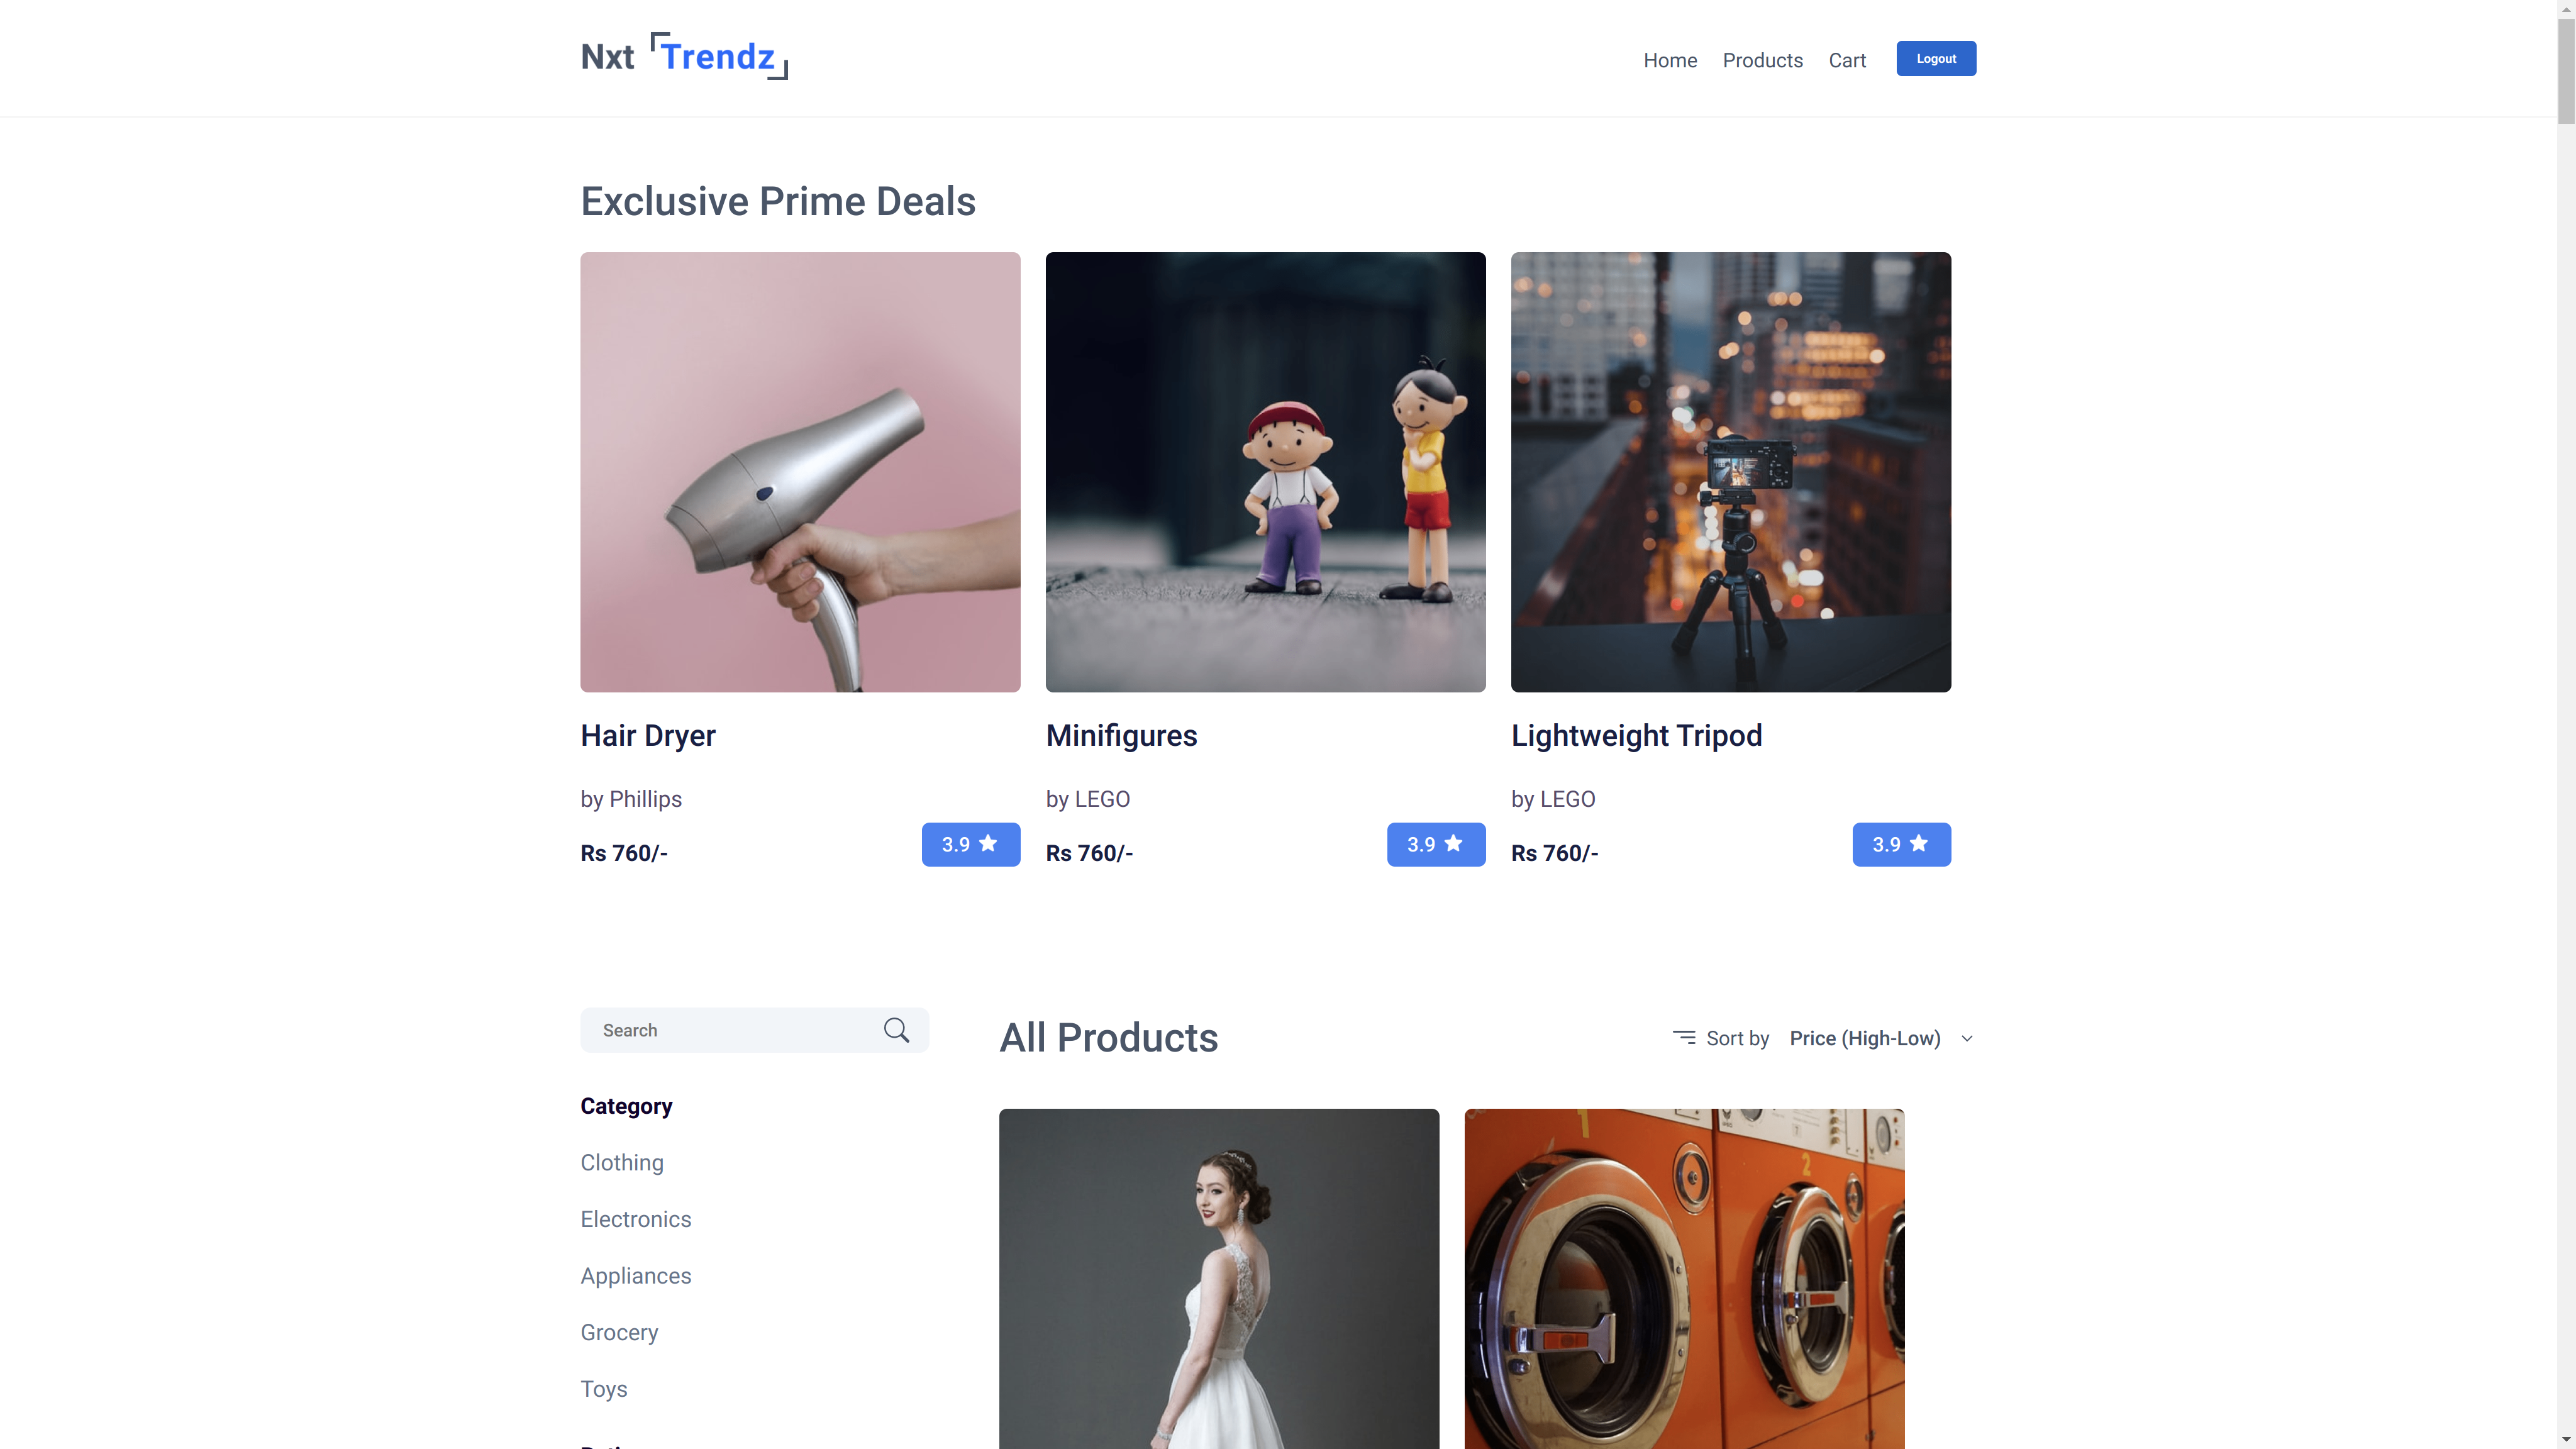 Nxt Trendz
Home Products Cart Logout
Exclusive Prime Deals
Hair Dryer
by Phillips
Rs 760/-
3.9
Minifigures
by LEGO
Rs 760/-
3.9
Lightweight Tripod
by LEGO
Rs 760/-
3.9
Search
Category
Clothing
Electronics
Appliances
Grocery
Toys
All Products
Sort by Price (High-Low)
1
2